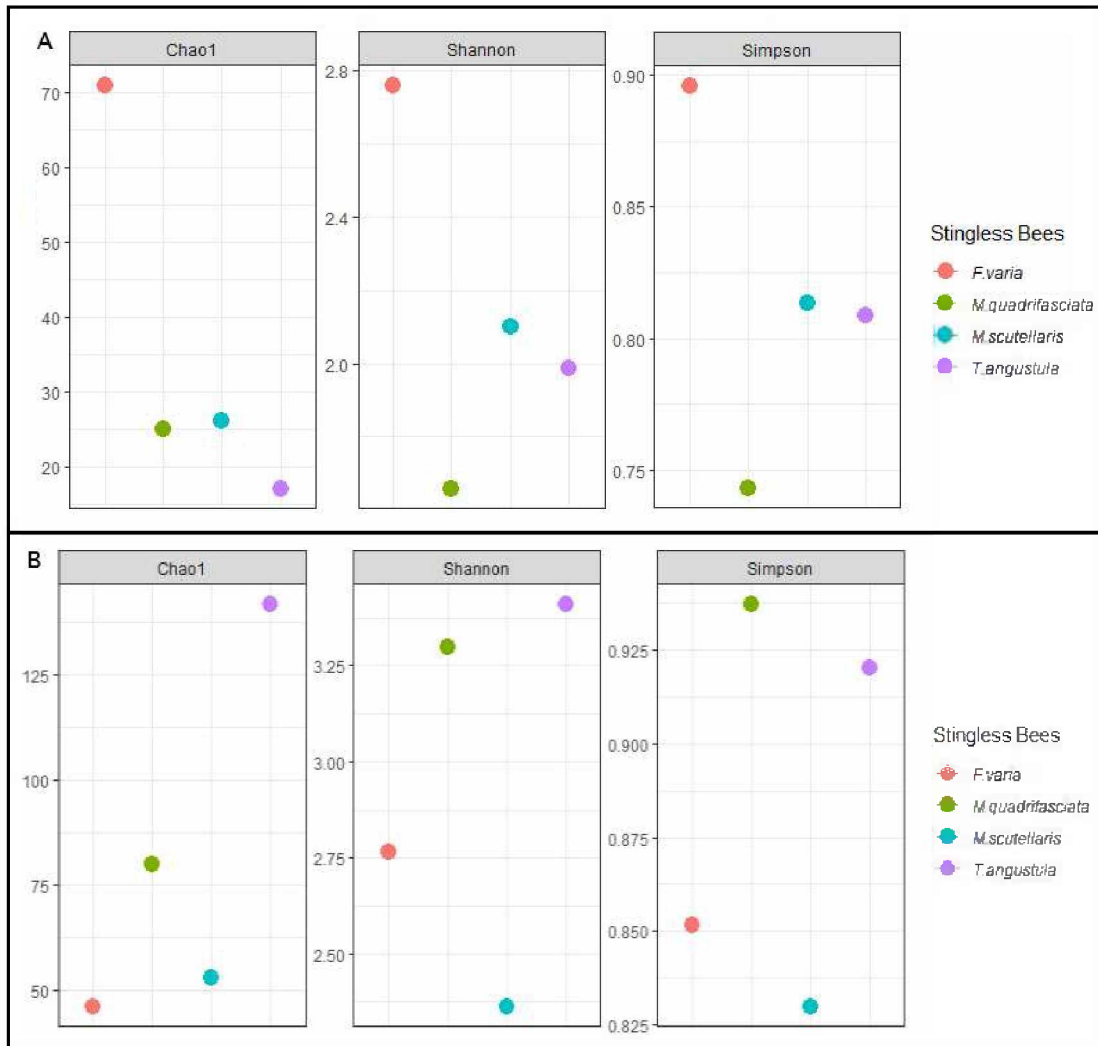 A
Chao1
Shannon
Simpson
70
60
50
40
30
20
2.8
2.4
2.0
0.90
0.85
0.80
0.75
Stingless Bees
F.varia
M.quadrifasciata
M.scutellaris
T.angustula
B
Chao1
Shannon
Simpson
125
100
75
50
3.25
3.00
2.75
2.50
0.925
0.900
0.875
0.850
0.825
Stingless Bees
F.varia
M.quadrifasciata
M.scutellaris
T.angustula